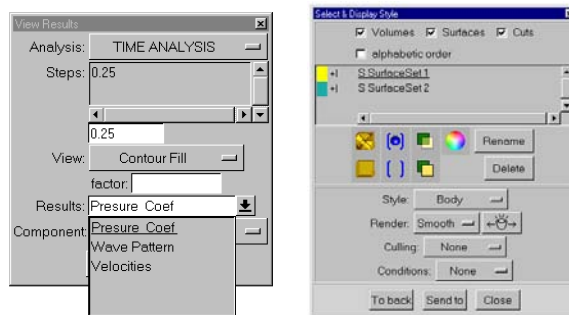 View Results
Analysis: TIME ANALYSIS
Steps: 0.25
0.25
View: Contour Fill
factor:
Results: Presure Coef
Component:
Presure Coef
Wave Pattern
Velocities
Select & Display Style
Volumes Surfaces Cuts
alphabetic order
S SurfaceSet 1
S SurfaceSet 2
Rename
Delete
Style: Body
Render: Smooth
Culling: None
Conditions: None
To back Send to Close